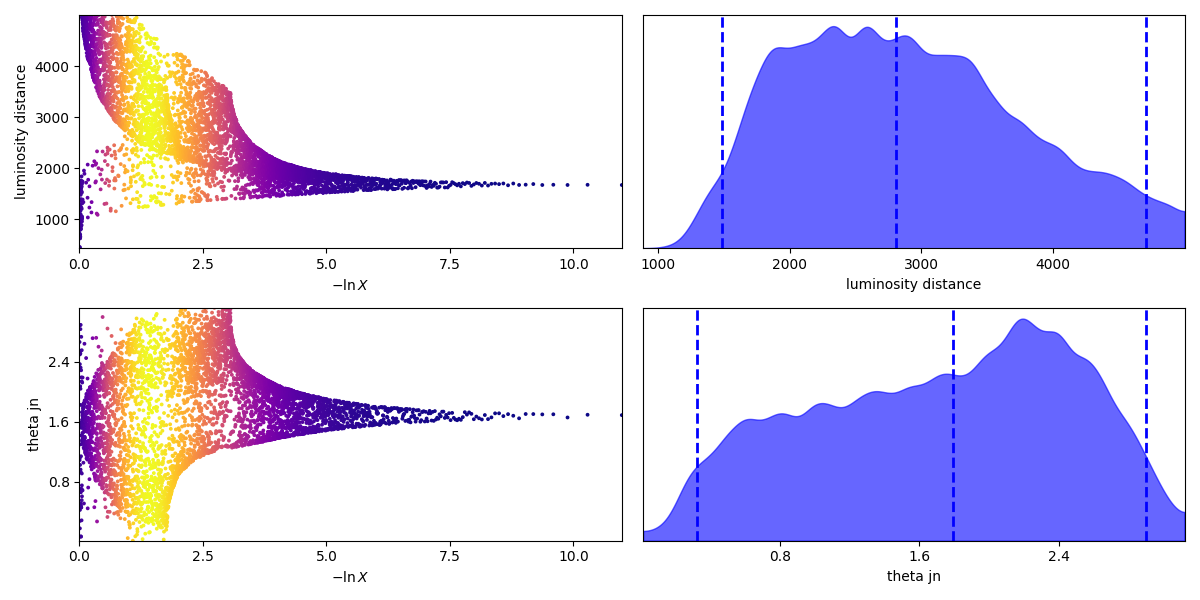 luminosity distance
4000
3000
2000
1000
0.0 2.5 5.0 7.5 10.0
−ln X
1000 2000 3000 4000
luminosity distance
theta jn
2.4
1.6
0.8
0.0 2.5 5.0 7.5 10.0
−ln X
0.8 1.6 2.4
theta jn